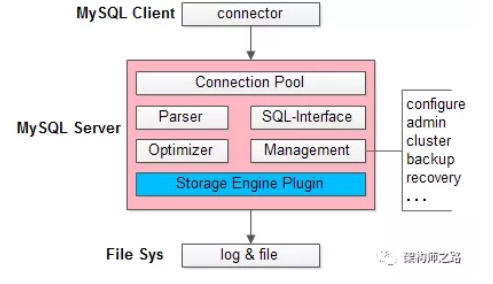 MySQL Client
connector
Connection Pool
Parser
SQL-Interface
MySQL Server
Optimizer
Management
Storage Engine Plugin
configure
admin
cluster
backup
recovery
...
File Sys
log & file
架构师之路